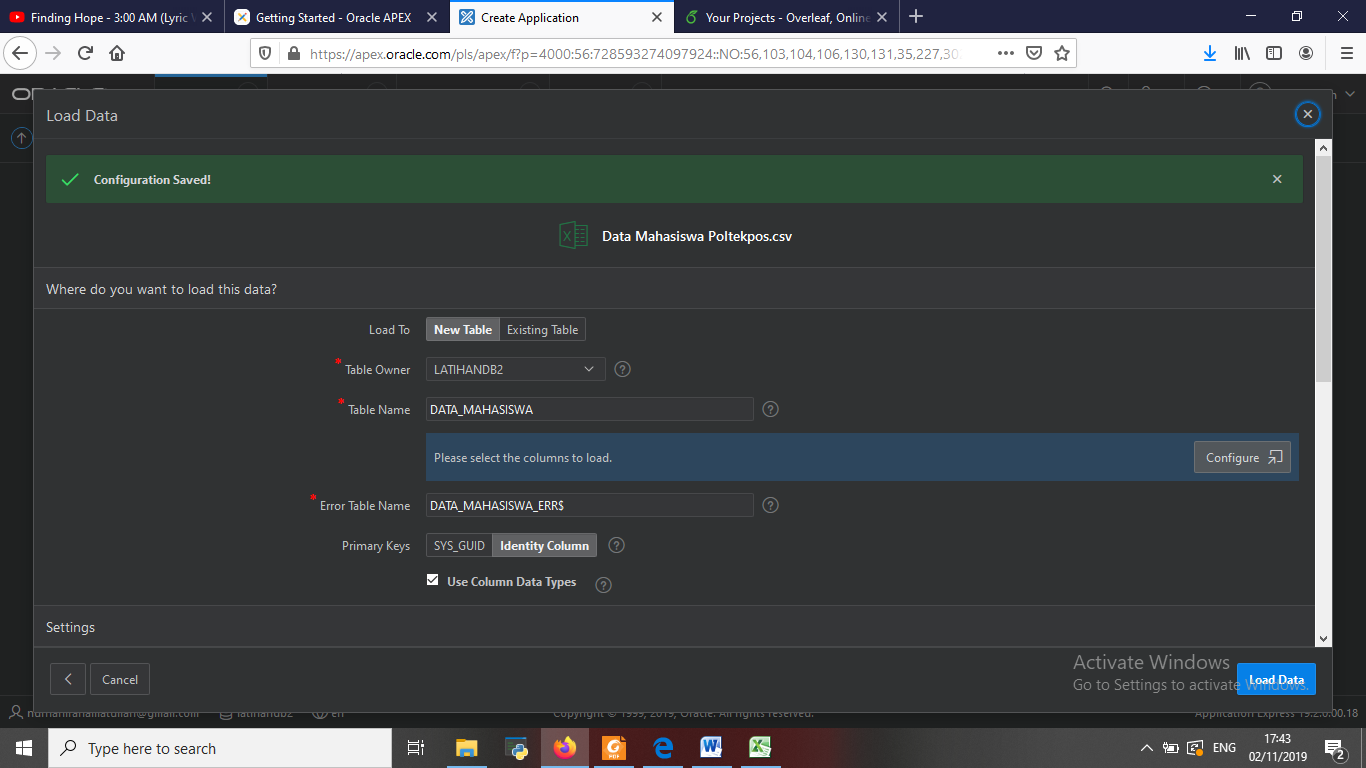 Finding Hope - 3:00 AM (Lyric
Getting Started - Oracle APEX
Create Application
Your Projects - Overleaf, Online
https://apex.oracle.com/pls/apex/f?p=4000:56:728593274097924::NO:56,103,104,106,130,131,35,227,30
Load Data
Configuration Saved!
Data Mahasiswa Poltekpos.csv
Where do you want to load this data?
Load To New Table Existing Table
* Table Owner LATIHANDB2 ?
* Table Name DATA_MAHASISWA ?
Please select the columns to load. Configure
* Error Table Name DATA_MAHASISWA_ERR$ ?
Primary Keys SYS_GUID Identity Column ?
Use Column Data Types ?
Settings
Activate Windows
Go to Settings to activate Windows.
Cancel Load Data
latihandb2 en
Copyright © 1999, 2019, Oracle. All rights reserved.
Application Express 19.2.0.00.18
Type here to search
ENG
17:43
02/11/2019
2